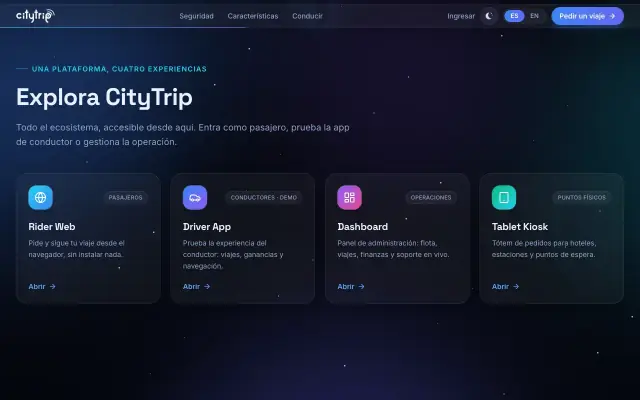 citytrip
Seguridad Características Conducir
Ingresar ES EN Pedir un viaje →
UNA PLATAFORMA, CUATRO EXPERIENCIAS
Explora CityTrip
Todo el ecosistema, accesible desde aquí. Entra como pasajero, prueba la app
de conductor o gestiona la operación.
PASAJEROS
Rider Web
Pide y sigue tu viaje desde el
navegador, sin instalar nada.
Abrir →
CONDUCTORES · DEMO
Driver App
Prueba la experiencia del
conductor: viajes, ganancias y
navegación.
Abrir →
OPERACIONES
Dashboard
Panel de administración: flota,
viajes, finanzas y soporte en vivo.
Abrir →
PUNTOS FÍSICOS
Tablet Kiosk
Tótem de pedidos para hoteles,
estaciones y puntos de espera.
Abrir →